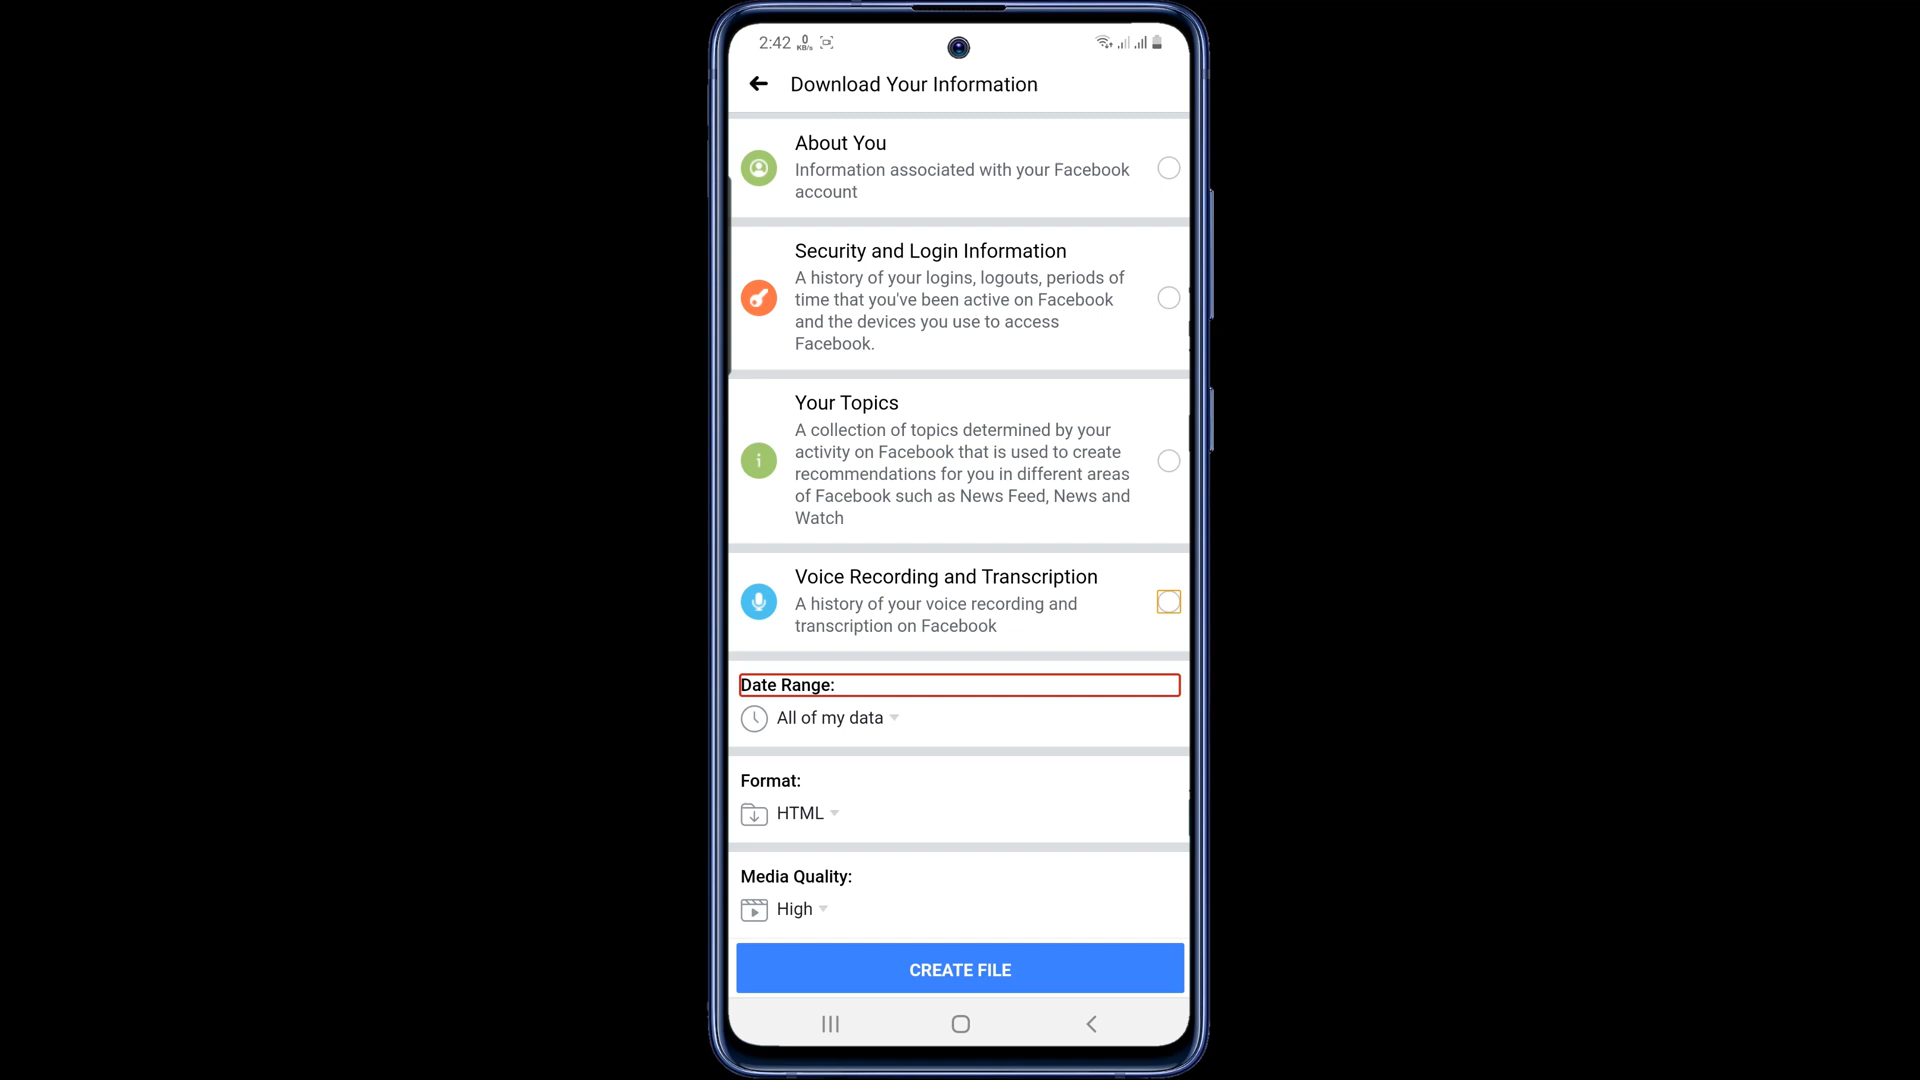 2:42 0 KB/s
Download Your Information
About You
Information associated with your Facebook
account
Security and Login Information
A history of your logins, logouts, periods of
time that you've been active on Facebook
and the devices you use to access
Facebook.
Your Topics
A collection of topics determined by your
activity on Facebook that is used to create
recommendations for you in different areas
of Facebook such as News Feed, News and
Watch
Voice Recording and Transcription
A history of your voice recording and
transcription on Facebook
Date Range:
All of my data
Format:
HTML
Media Quality:
High
CREATE FILE